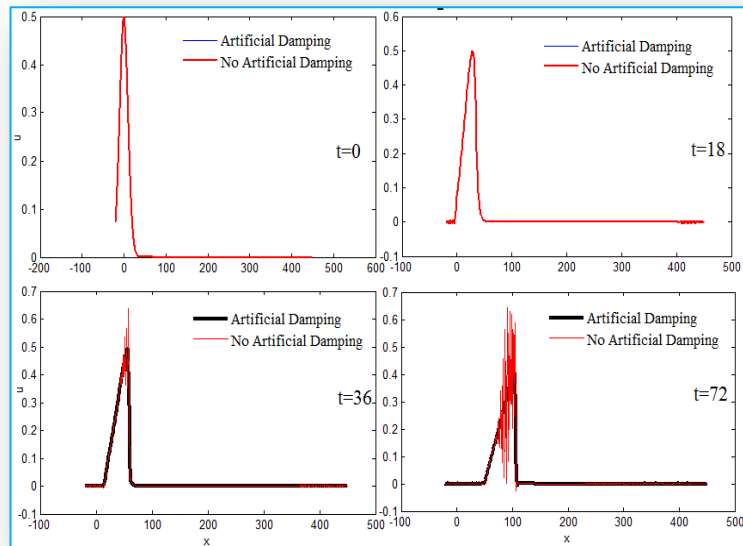 0.5
0.4
0.3
0.2
0.1
0
u
Artificial Damping
No Artificial Damping
t=0
-200 -100 0 100 200 300 400 500 600
0.6
0.5
0.4
0.3
0.2
0.1
0
-0.1
Artificial Damping
No Artificial Damping
t=18
-100 0 100 200 300 400 500
0.7
0.6
0.5
0.4
0.3
0.2
0.1
0
-0.1
u
Artificial Damping
No Artificial Damping
t=36
-100 0 100 200 300 400 500
x
0.7
0.6
0.5
0.4
0.3
0.2
0.1
0
-0.1
Artificial Damping
No Artificial Damping
t=72
-100 0 100 200 300 400 500
x